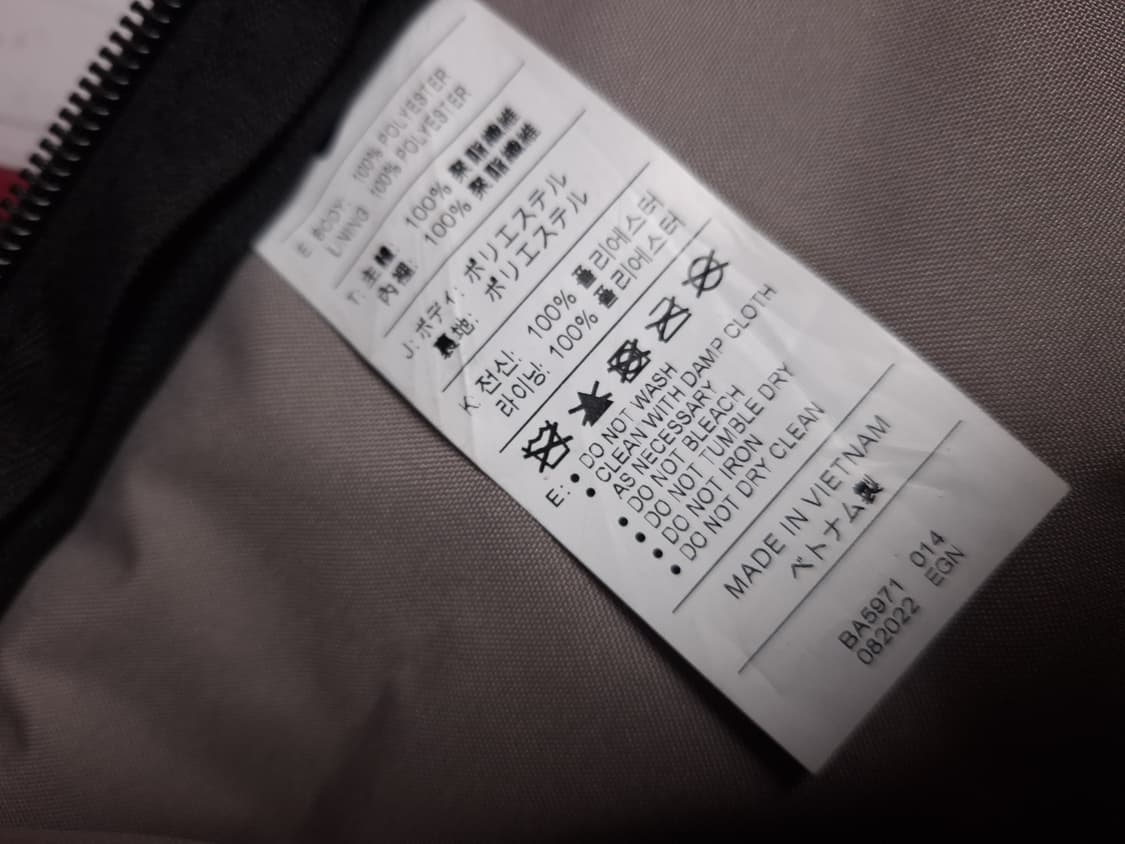 E: BODY: 100% POLYESTER
LINING 100% POLYESTER
T: 主種: 100% 聚脂纖維
內裡: 100% 聚脂纖維
J: ボディ: ポリエステル
裏地: ポリエステル
K: 전신: 100% 폴리에스터
라이닝: 100% 폴리에스터
E: • DO NOT WASH
• CLEAN WITH DAMP CLOTH
AS NECESSARY
• DO NOT BLEACH
• DO NOT TUMBLE DRY
• DO NOT IRON
• DO NOT DRY CLEAN
MADE IN VIETNAM
ベトナム製
BA5971 014
082022 EGN